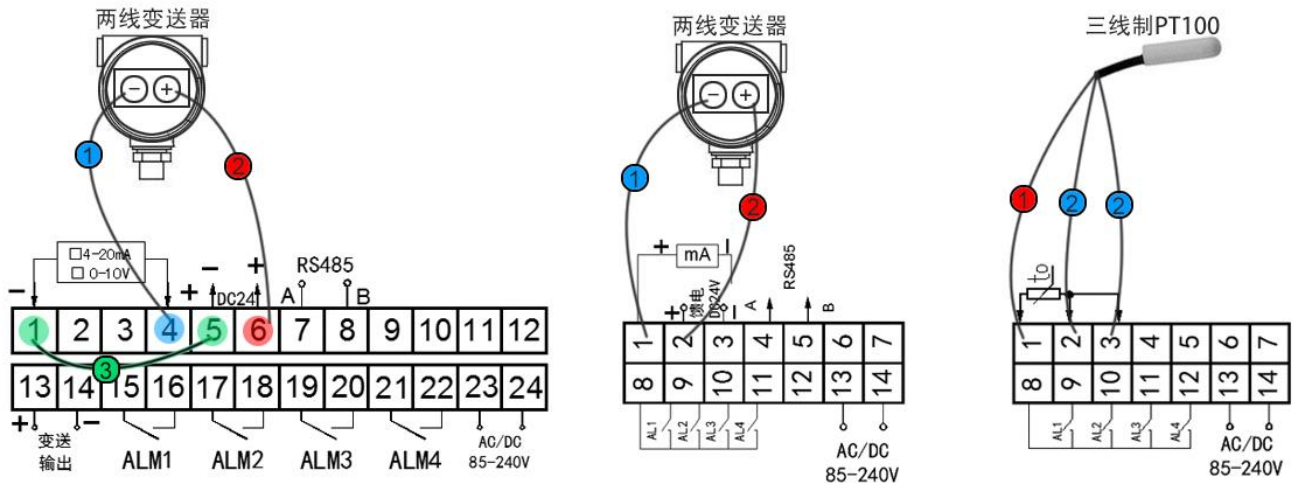 两线变送器
− +
1
2
□4-20mA
□ 0-10V
− + − +
DC24
RS485
A B
1 2 3 4 5 6 7 8 9 10 11 12
3
13 14 15 16 17 18 19 20 21 22 23 24
+ −
变送
输出
ALM1 ALM2 ALM3 ALM4
AC/DC
85-240V
两线变送器
− +
1
2
+ mA −
+ 馈电 DC24V −
A RS485 B
1 2 3 4 5 6 7
8 9 10 11 12 13 14
AL1 AL2 AL3 AL4
AC/DC
85-240V
三线制PT100
1 2 2
to
1 2 3 4 5 6 7
8 9 10 11 12 13 14
AL1 AL2 AL3 AL4
AC/DC
85-240V